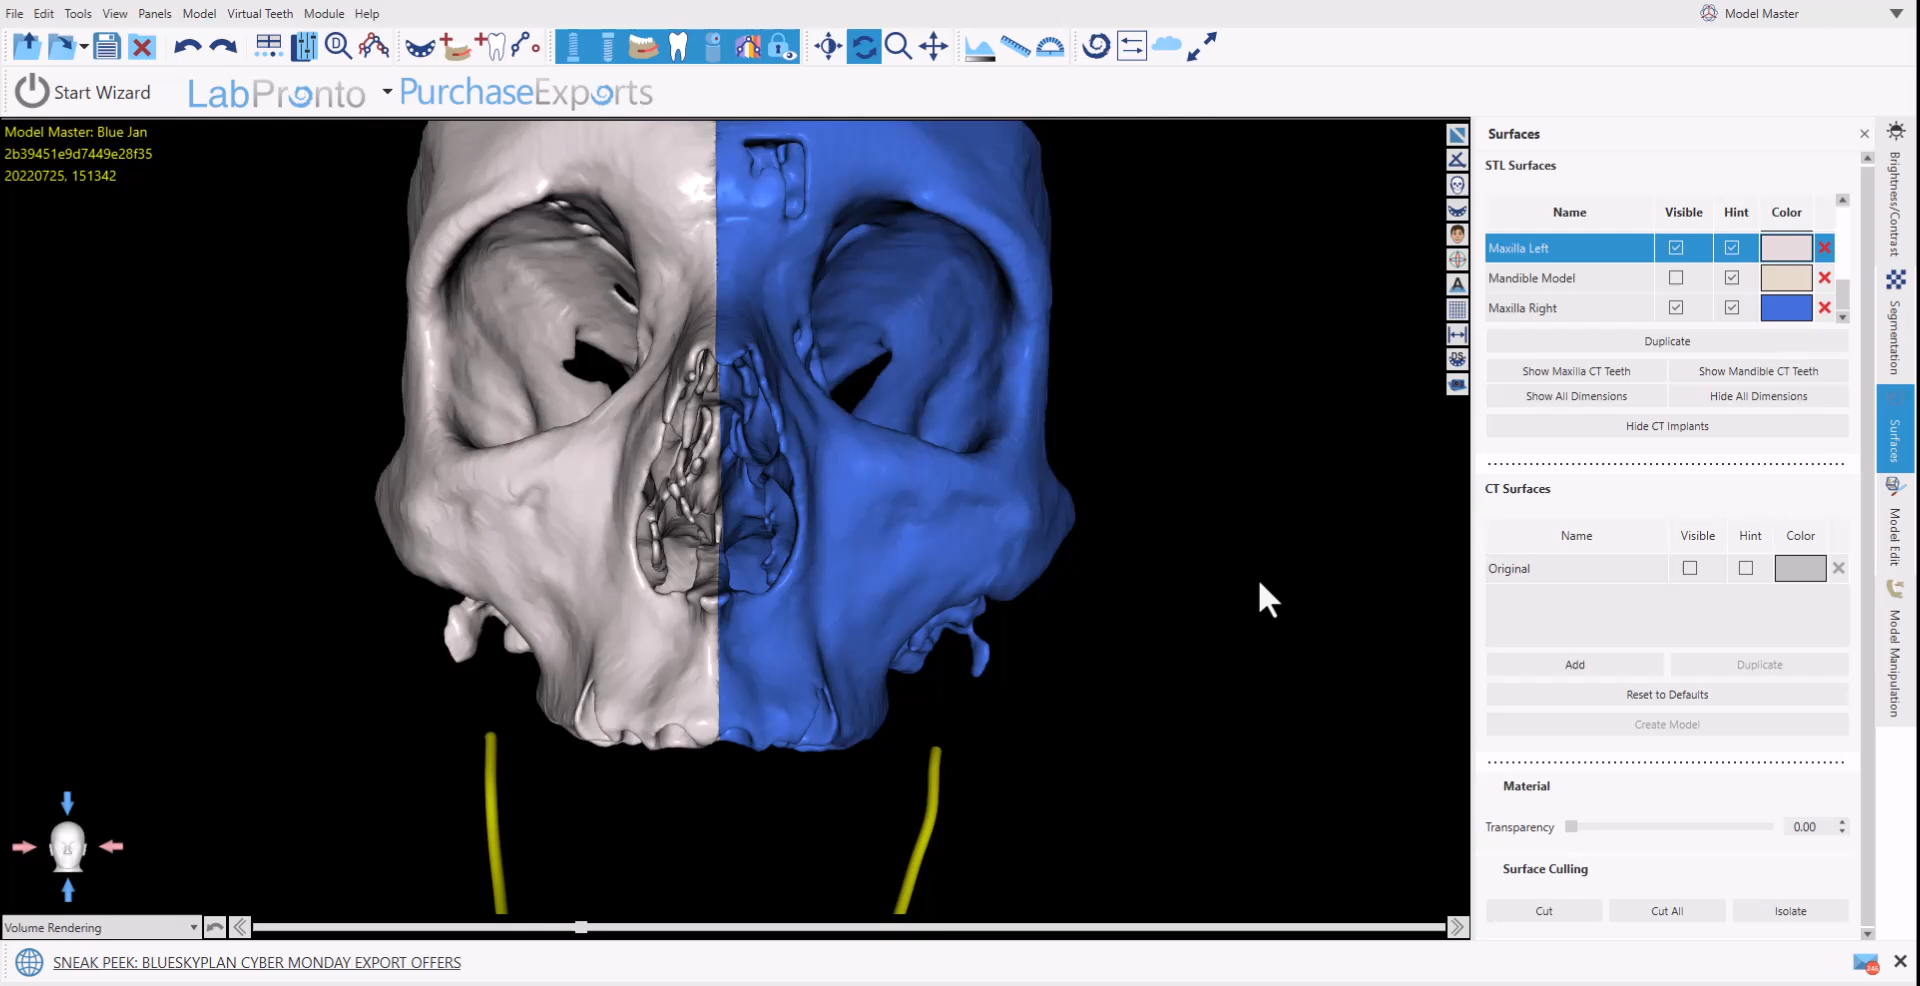 File Edit Tools View Panels Model Virtual Teeth Module Help
Model Master
Start Wizard
LabPronto
PurchaseExports
Model Master: Blue Jan
2b39451e9d7449e28f35
20220725, 151342
Surfaces
STL Surfaces
Name Visible Hint Color
Maxilla Left
Mandible Model
Maxilla Right
Duplicate
Show Maxilla CT Teeth Show Mandible CT Teeth
Show All Dimensions Hide All Dimensions
Hide CT Implants
CT Surfaces
Name Visible Hint Color
Original
Add Duplicate
Reset to Defaults
Create Model
Material
Transparency 0.00
Surface Culling
Cut Cut All Isolate
Brightness/Contrast
Segmentation
Surfaces
Model Edit
Model Manipulation
D
A
DS
Volume Rendering
SNEAK PEEK: BLUESKYPLAN CYBER MONDAY EXPORT OFFERS
246